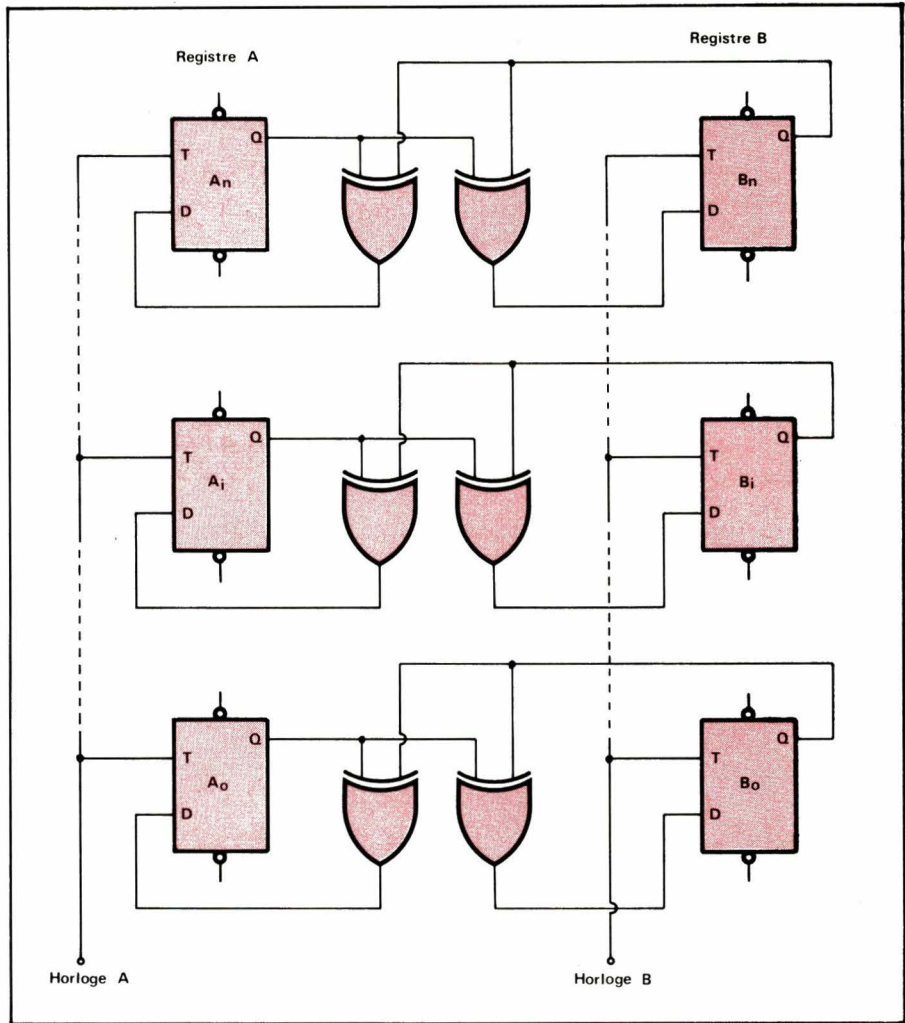 Registre A
Registre B
Q
T
An
D
Q
T
Bn
D
Q
T
Ai
D
Q
T
Bi
D
Q
T
Ao
D
Q
T
Bo
D
Horloge A
Horloge B